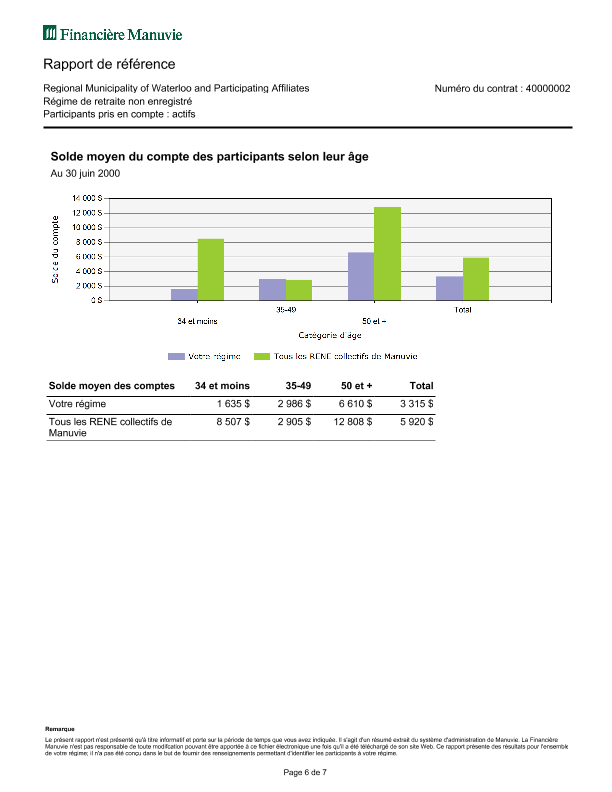 Financière Manuvie
Rapport de référence
Regional Municipality of Waterloo and Participating Affiliates Numéro du contrat : 40000002
Régime de retraite non enregistré
Participants pris en compte : actifs
Solde moyen du compte des participants selon leur âge
Au 30 juin 2000
Solde du compte
14 000 $
12 000 $
10 000 $
8 000 $
6 000 $
4 000 $
2 000 $
0 $
34 et moins 35-49 50 et + Total
Catégorie d'âge
Votre régime Tous les RENE collectifs de Manuvie
Solde moyen des comptes 34 et moins 35-49 50 et + Total
Votre régime 1 635 $ 2 986 $ 6 610 $ 3 315 $
Tous les RENE collectifs de 8 507 $ 2 905 $ 12 808 $ 5 920 $
Manuvie
Remarque
Le présent rapport n'est présenté qu'à titre informatif et porte sur la période de temps que vous avez indiquée. Il s'agit d'un résumé extrait du système d'administration de Manuvie. La Financière
Manuvie n'est pas responsable de toute modification pouvant être apportée à ce fichier électronique une fois qu'il a été téléchargé de son site Web. Ce rapport présente des résultats pour l'ensemble
de votre régime; il n'a pas été conçu dans le but de fournir des renseignements permettant d'identifier les participants à votre régime.
Page 6 de 7